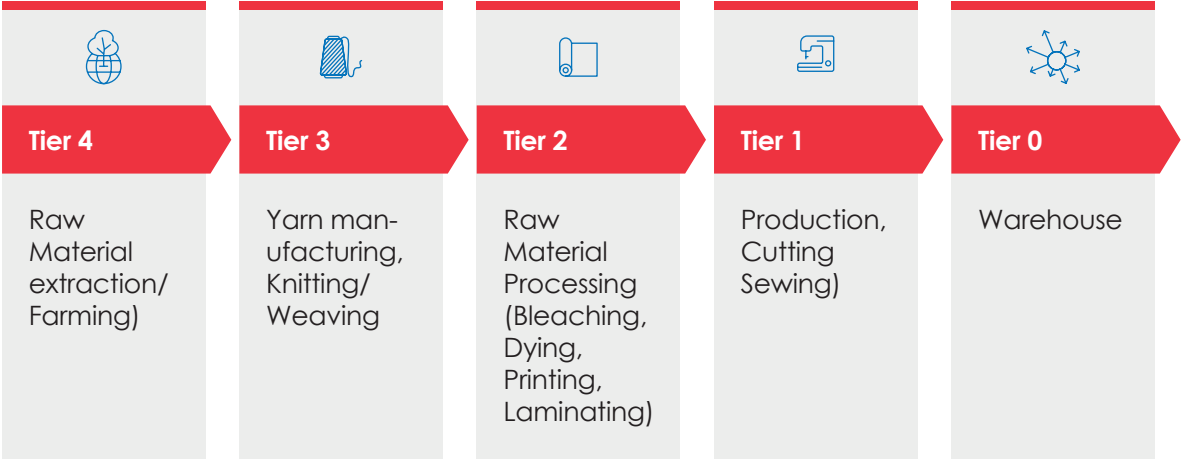 Tier 4
Raw
Material
extraction/
Farming)
Tier 3
Yarn man-
ufacturing,
Knitting/
Weaving
Tier 2
Raw
Material
Processing
(Bleaching,
Dying,
Printing,
Laminating)
Tier 1
Production,
Cutting
Sewing)
Tier 0
Warehouse